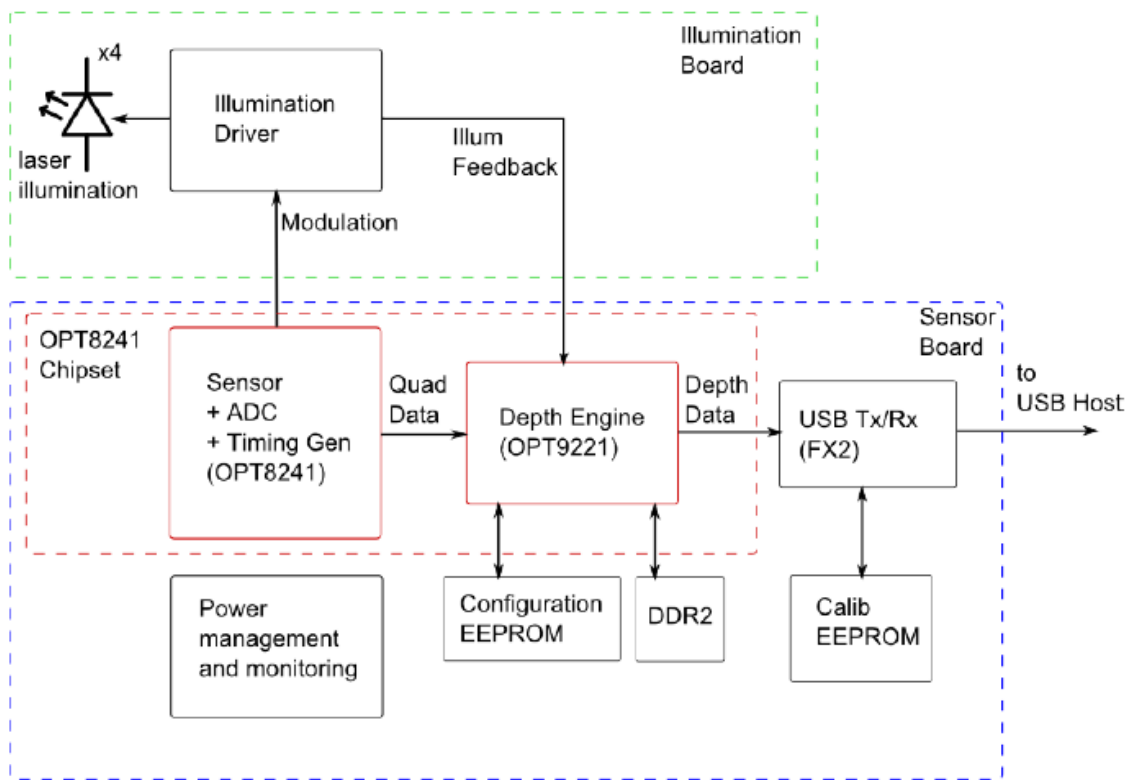 Illumination
Board
x4
Illumination
Driver
laser
illumination
Illum
Feedback
Modulation
OPT8241
Chipset
Sensor
Board
Sensor
+ ADC
+ Timing Gen
(OPT8241)
Quad
Data
Depth Engine
(OPT9221)
Depth
Data
USB Tx/Rx
(FX2)
to
USB Host
Power
management
and monitoring
Configuration
EEPROM
DDR2
Calib
EEPROM